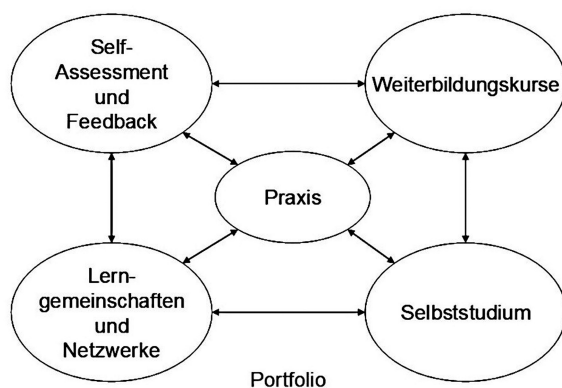 Self-
Assessment
und
Feedback
Weiterbildungskurse
Praxis
Lern-
gemeinschaften
und
Netzwerke
Selbststudium
Portfolio